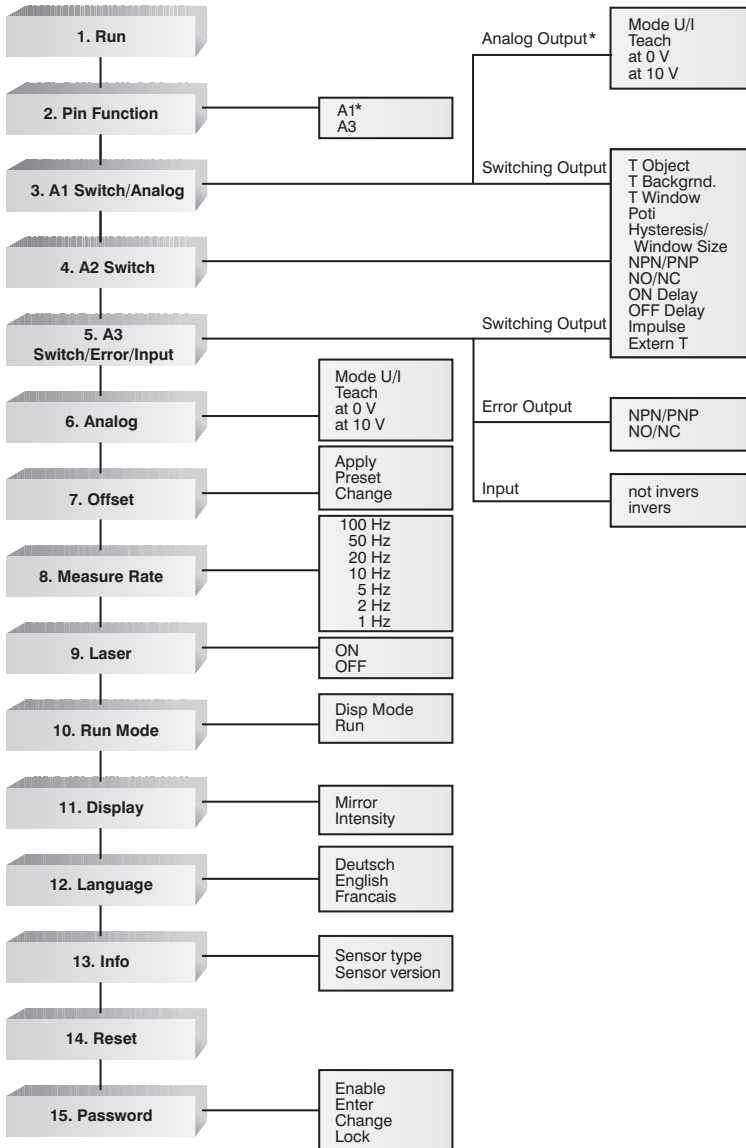 1. Run
2. Pin Function
A1*
A3
3. A1 Switch/Analog
Analog Output*
Mode U/I
Teach
at 0 V
at 10 V
Switching Output
T Object
T Backgrnd.
T Window
Poti
Hysteresis/
Window Size
NPN/PNP
NO/NC
ON Delay
OFF Delay
Impulse
Extern T
4. A2 Switch
5. A3
Switch/Error/Input
Switching Output
Error Output
NPN/PNP
NO/NC
Input
not invers
invers
6. Analog
Mode U/I
Teach
at 0 V
at 10 V
7. Offset
Apply
Preset
Change
8. Measure Rate
100 Hz
50 Hz
20 Hz
10 Hz
5 Hz
2 Hz
1 Hz
9. Laser
ON
OFF
10. Run Mode
Disp Mode
Run
11. Display
Mirror
Intensity
12. Language
Deutsch
English
Francais
13. Info
Sensor type
Sensor version
14. Reset
15. Password
Enable
Enter
Change
Lock